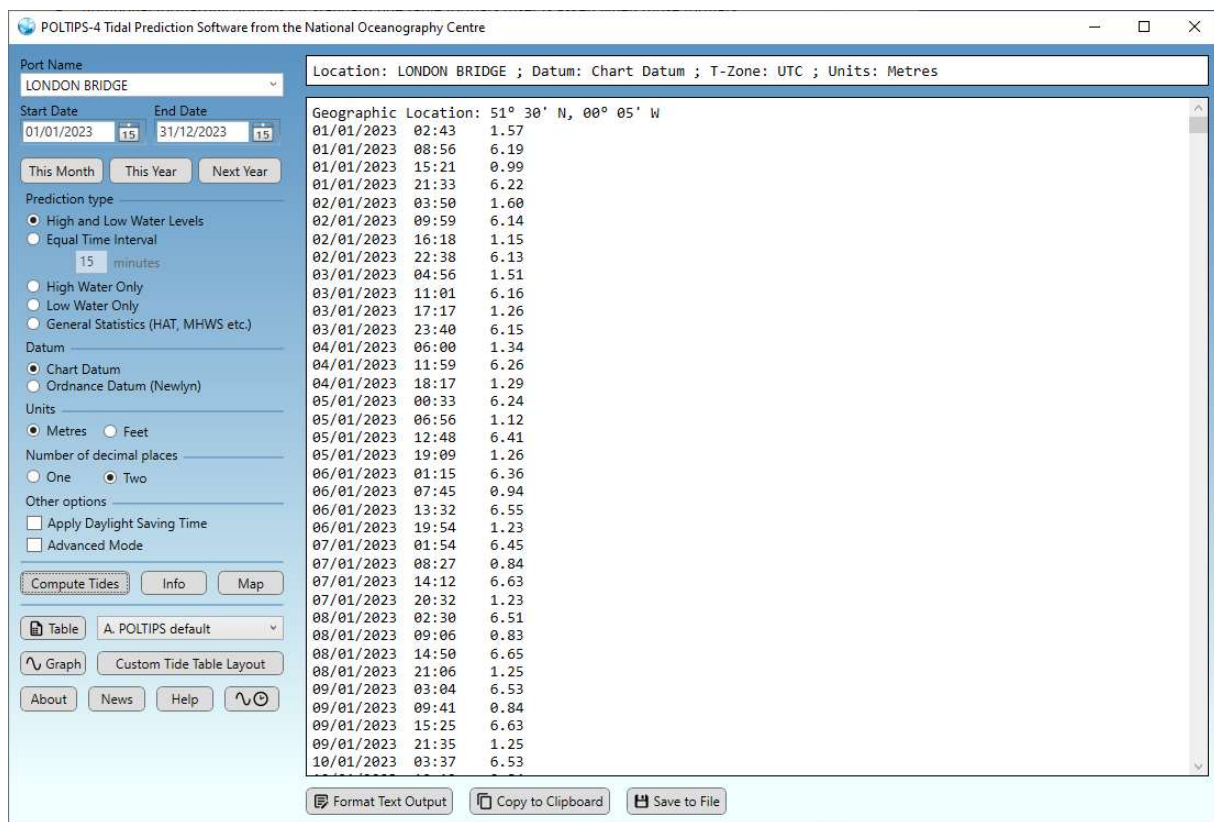 POLTIPS-4 Tidal Prediction Software from the National Oceanography Centre
Port Name
LONDON BRIDGE
Start Date End Date
01/01/2023 15 31/12/2023 15
This Month This Year Next Year
Prediction type
High and Low Water Levels
Equal Time Interval
15 minutes
High Water Only
Low Water Only
General Statistics (HAT, MHWS etc.)
Datum
Chart Datum
Ordnance Datum (Newlyn)
Units
Metres Feet
Number of decimal places
One Two
Other options
Apply Daylight Saving Time
Advanced Mode
Compute Tides Info Map
Table A. POLTIPS default
Graph Custom Tide Table Layout
About News Help
Location: LONDON BRIDGE ; Datum: Chart Datum ; T-Zone: UTC ; Units: Metres
Geographic Location: 51° 30' N, 00° 05' W
01/01/2023 02:43 1.57
01/01/2023 08:56 6.19
01/01/2023 15:21 0.99
01/01/2023 21:33 6.22
02/01/2023 03:50 1.60
02/01/2023 09:59 6.14
02/01/2023 16:18 1.15
02/01/2023 22:38 6.13
03/01/2023 04:56 1.51
03/01/2023 11:01 6.16
03/01/2023 17:17 1.26
03/01/2023 23:40 6.15
04/01/2023 06:00 1.34
04/01/2023 11:59 6.26
04/01/2023 18:17 1.29
05/01/2023 00:33 6.24
05/01/2023 06:56 1.12
05/01/2023 12:48 6.41
05/01/2023 19:09 1.26
06/01/2023 01:15 6.36
06/01/2023 07:45 0.94
06/01/2023 13:32 6.55
06/01/2023 19:54 1.23
07/01/2023 01:54 6.45
07/01/2023 08:27 0.84
07/01/2023 14:12 6.63
07/01/2023 20:32 1.23
08/01/2023 02:30 6.51
08/01/2023 09:06 0.83
08/01/2023 14:50 6.65
08/01/2023 21:06 1.25
09/01/2023 03:04 6.53
09/01/2023 09:41 0.84
09/01/2023 15:25 6.63
09/01/2023 21:35 1.25
10/01/2023 03:37 6.53
Format Text Output Copy to Clipboard Save to File